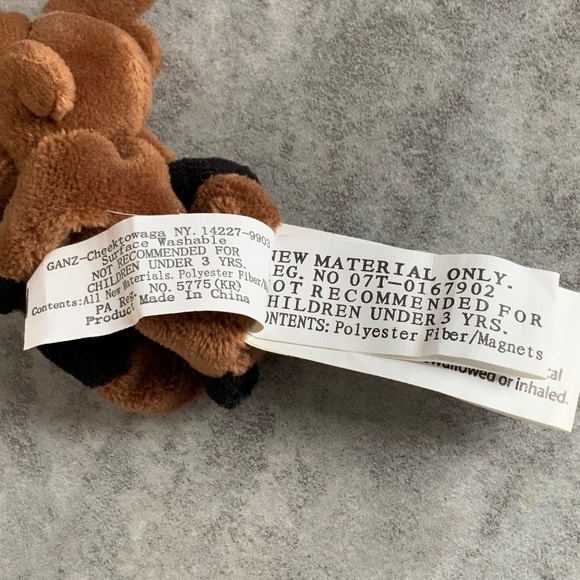 GANZ-Cheektowaga NY. 14227-9903
Surface Washable
NOT RECOMMENDED FOR
CHILDREN UNDER 3 YRS.
Contents:All New Materials. Polyester Fiber/
PA Reg. NO. 5775(KR)
Product Made In China
NEW MATERIAL ONLY.
REG. NO 07T-0167902
NOT RECOMMENDED FOR
CHILDREN UNDER 3 YRS.
CONTENTS: Polyester Fiber/Magnets
swallowed or inhaled.